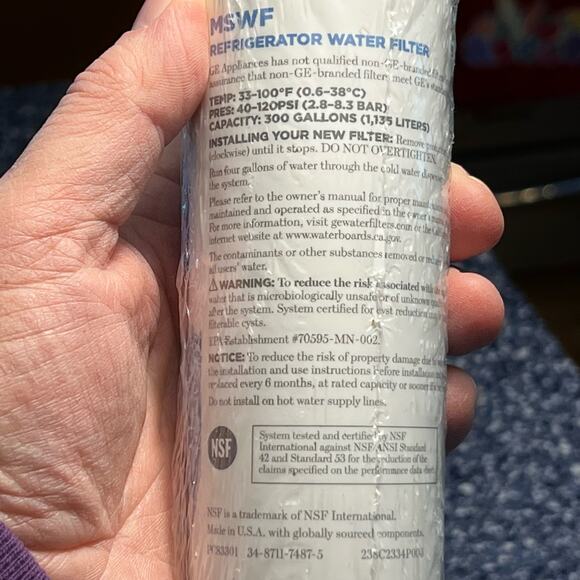 MSWF
REFRIGERATOR WATER FILTER
GE Appliances has not qualified non-GE-branded
assurance that non-GE-branded filters meet GE's
TEMP: 33-100°F (0.6-38°C)
PRES: 40-120PSI (2.8-8.3 BAR)
CAPACITY: 300 GALLONS (1,135 LITERS)
INSTALLING YOUR NEW FILTER: Remove
(clockwise) until it stops. DO NOT OVERTIGHTEN.
Run four gallons of water through the cold water
the system.
Please refer to the owner's manual for proper
maintained and operated as specified in the owner's
For more information, visit gewaterfilters.com or the
internet website at www.waterboards.ca.gov.
The contaminants or other substances removed or
all users' water.
⚠WARNING: To reduce the risk associated with
water that is microbiologically unsafe or of unknown
after the system. System certified for cyst reduction
filterable cysts.
EPA Establishment #70595-MN-002.
NOTICE: To reduce the risk of property damage due
the installation and use instructions before
replaced every 6 months, at rated capacity or sooner
Do not install on hot water supply lines.
NSF
System tested and certified by NSF
International against NSF/ANSI Standard
42 and Standard 53 for the reduction of the
claims specified on the performance data sheet.
NSF is a trademark of NSF International.
Made in U.S.A. with globally sourced components.
PC83301 34-8711-7487-5 238C2334P003